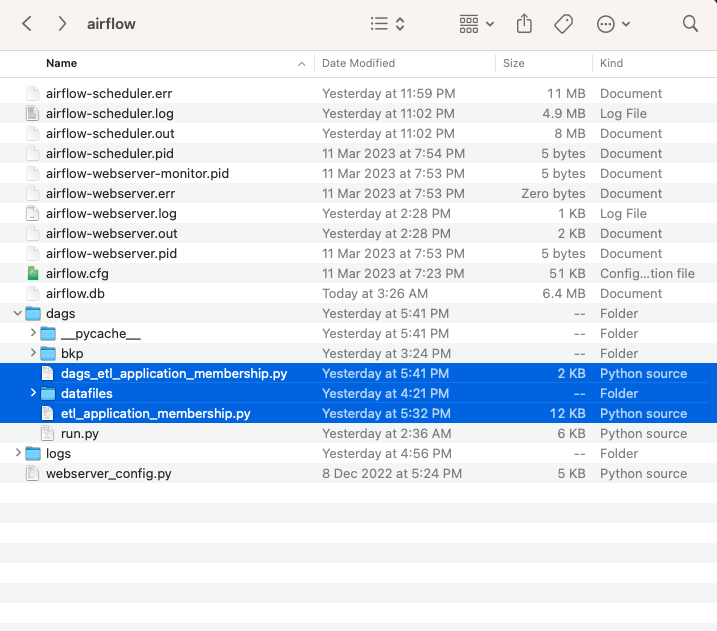 airflow
Name Date Modified Size Kind
airflow-scheduler.err Yesterday at 11:59 PM 11 MB Document
airflow-scheduler.log Yesterday at 11:02 PM 4.9 MB Log File
airflow-scheduler.out Yesterday at 11:02 PM 8 MB Document
airflow-scheduler.pid 11 Mar 2023 at 7:54 PM 5 bytes Document
airflow-webserver-monitor.pid 11 Mar 2023 at 7:53 PM 5 bytes Document
airflow-webserver.err 11 Mar 2023 at 7:53 PM Zero bytes Document
airflow-webserver.log Yesterday at 2:28 PM 1 KB Log File
airflow-webserver.out Yesterday at 2:28 PM 2 KB Document
airflow-webserver.pid 11 Mar 2023 at 7:53 PM 5 bytes Document
airflow.cfg 11 Mar 2023 at 7:23 PM 51 KB Config...tion file
airflow.db Today at 3:26 AM 6.4 MB Document
dags Yesterday at 5:41 PM -- Folder
__pycache__ Yesterday at 5:41 PM -- Folder
bkp Yesterday at 3:24 PM -- Folder
dags_etl_application_membership.py Yesterday at 5:41 PM 2 KB Python source
datafiles Yesterday at 4:21 PM -- Folder
etl_application_membership.py Yesterday at 5:32 PM 12 KB Python source
run.py Yesterday at 2:36 AM 6 KB Python source
logs Yesterday at 4:56 PM -- Folder
webserver_config.py 8 Dec 2022 at 5:24 PM 5 KB Python source